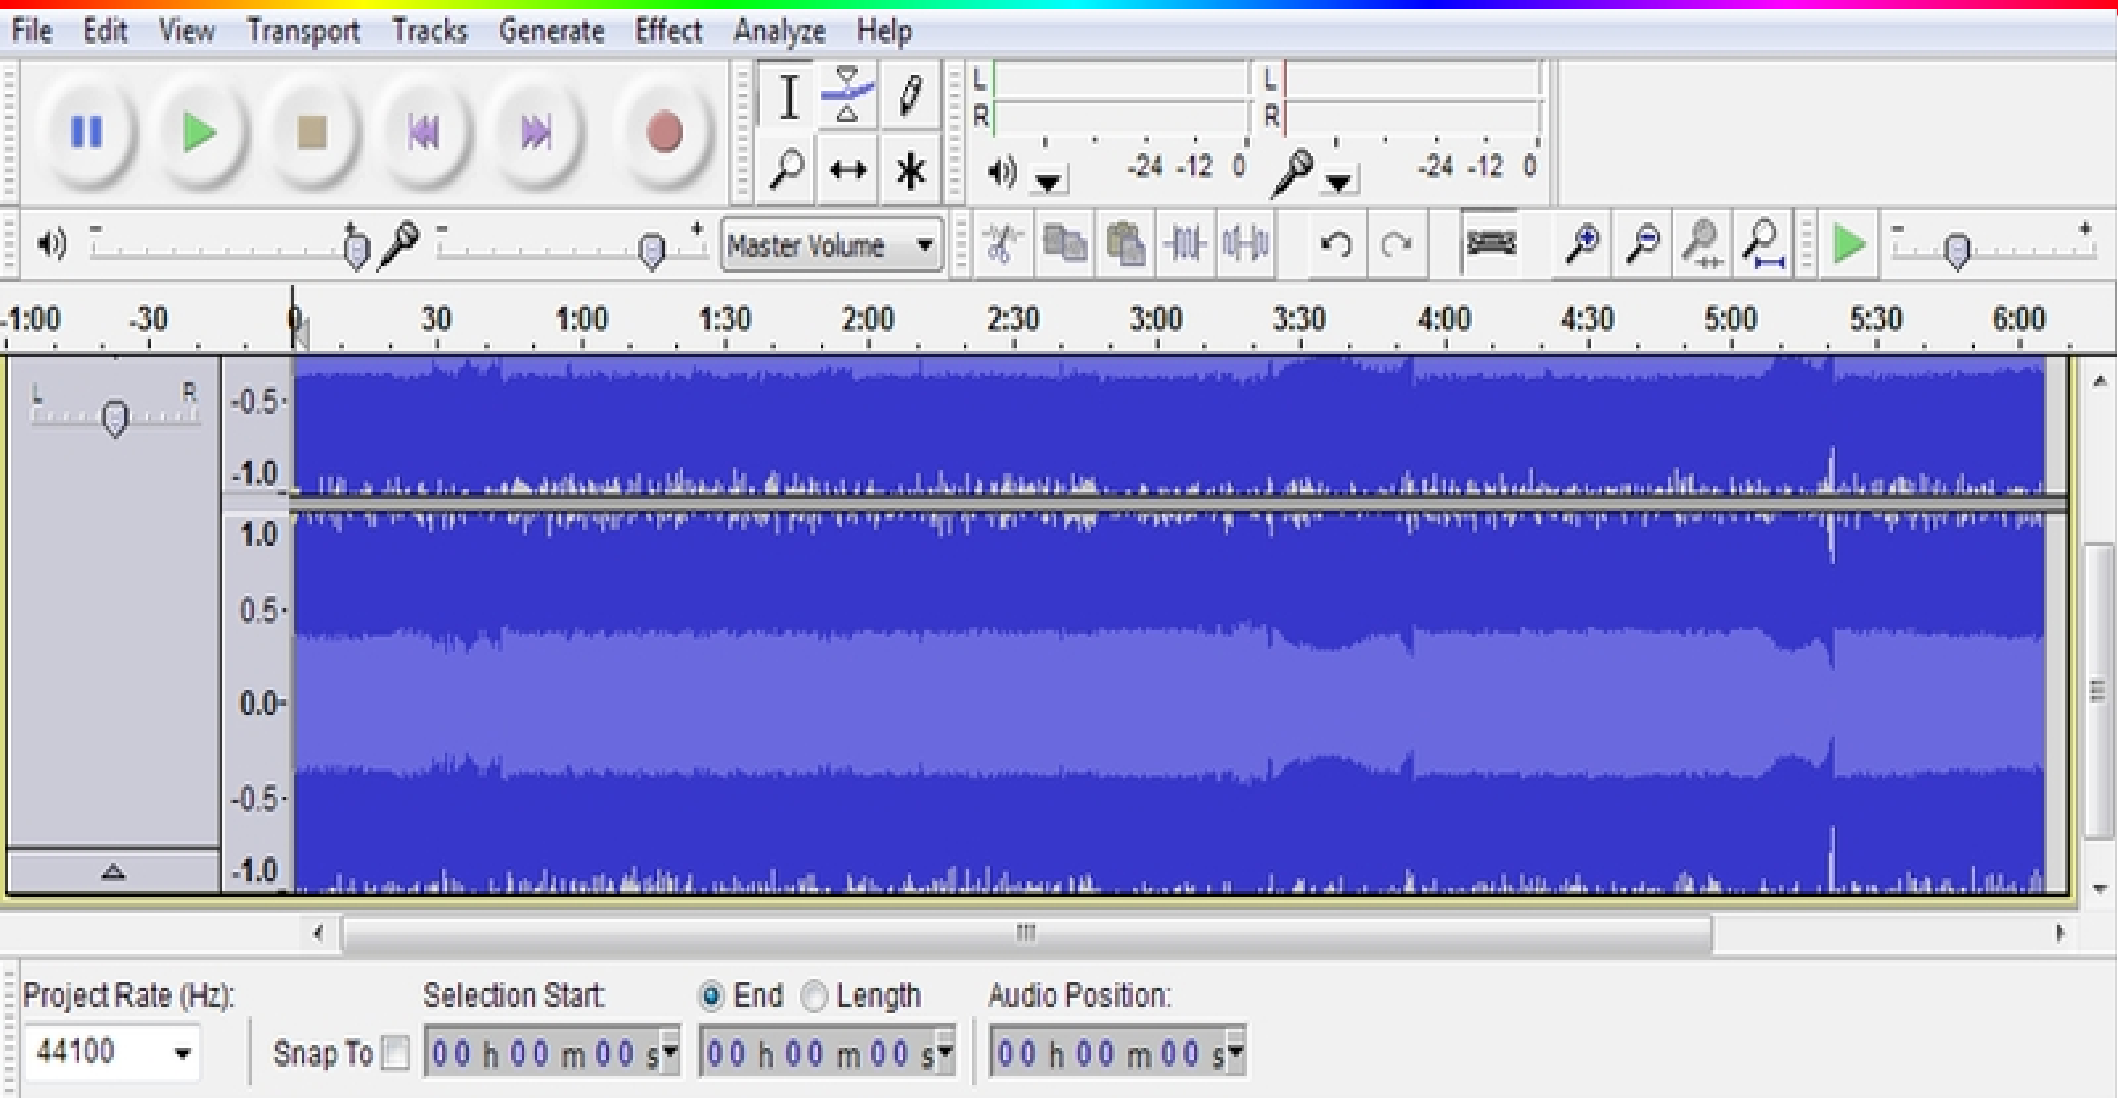 File Edit View Transport Tracks Generate Effect Analyze Help
L L
R R
-24 -12 0 -24 -12 0
- + - + Master Volume - +
-1:00 -30 0 30 1:00 1:30 2:00 2:30 3:00 3:30 4:00 4:30 5:00 5:30 6:00
L R
-0.5
-1.0
1.0
0.5
0.0
-0.5
-1.0
Project Rate (Hz): Selection Start: End Length Audio Position:
44100 Snap To 00 h 00 m 00 s 00 h 00 m 00 s 00 h 00 m 00 s